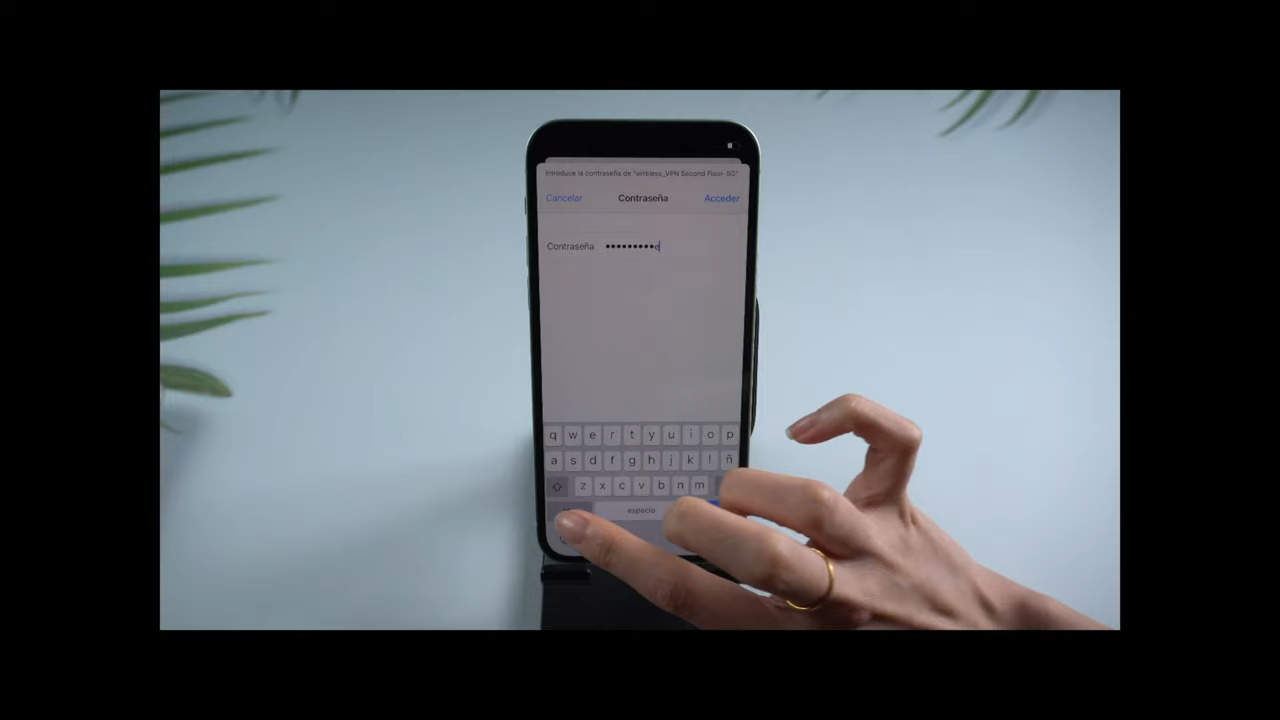 Introduce la contraseña de "wireless_VPN Second Floor-5G"
Cancelar Contraseña Acceder
Contraseña •••••••••e
q w e r t y u i o p
a s d f g h j k l ñ
z x c v b n m
espacio